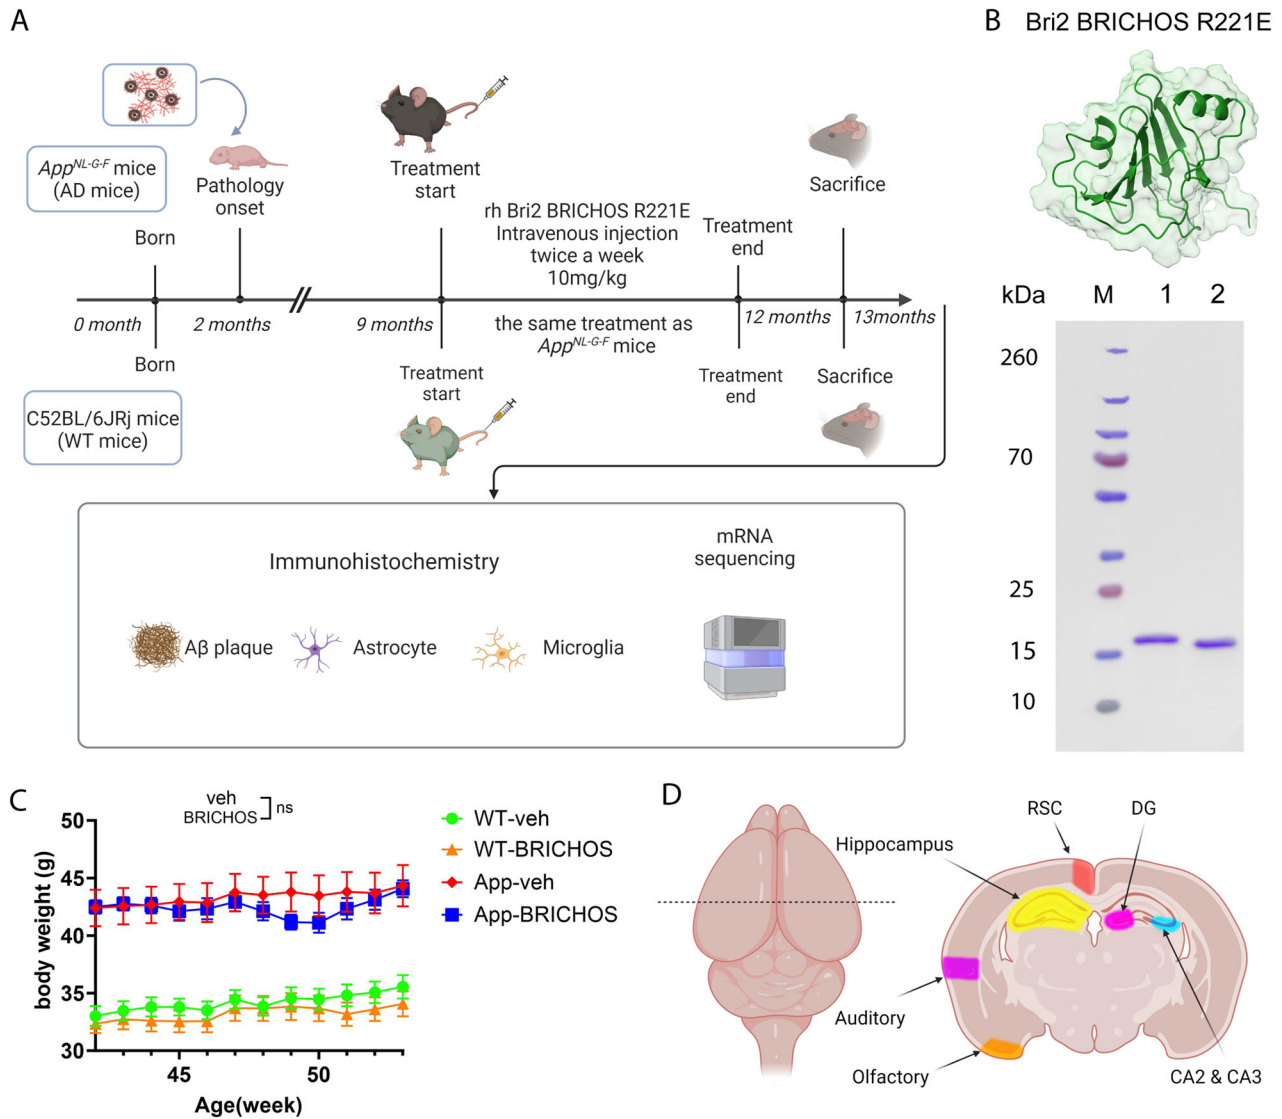 A
App^NL-G-F mice
(AD mice)
Pathology
onset
Born
Treatment
start
rh Bri2 BRICHOS R221E
Intravenous injection
twice a week
10mg/kg
Treatment
end
Sacrifice
0 month
2 months
9 months
the same treatment as
App^NL-G-F mice
12 months
13months
Born
C52BL/6JRj mice
(WT mice)
Treatment
start
Treatment
end
Sacrifice
Immunohistochemistry
mRNA
sequencing
Aβ plaque
Astrocyte
Microglia
B
Bri2 BRICHOS R221E
kDa M 1 2
260
70
25
15
10
C
veh
BRICHOS
ns
WT-veh
WT-BRICHOS
App-veh
App-BRICHOS
body weight (g)
50
45
40
35
30
45 50
Age(week)
D
RSC
DG
Hippocampus
Auditory
Olfactory
CA2 & CA3